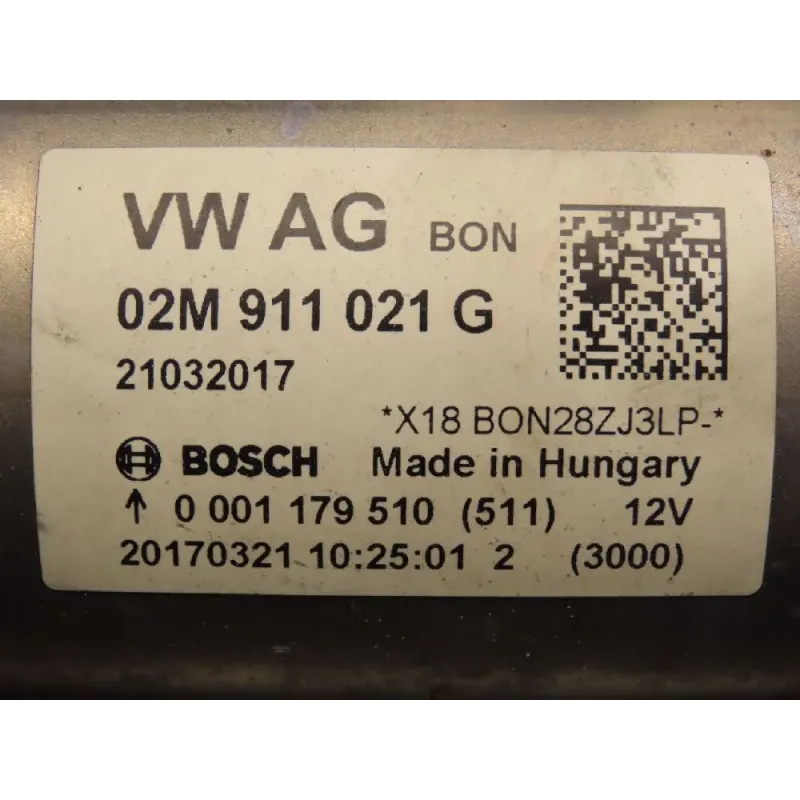 VW AG BON
02M 911 021 G
21032017
*X18 BON28ZJ3LP-*
BOSCH Made in Hungary
↑ 0 001 179 510 (511) 12V
20170321 10:25:01 2 (3000)